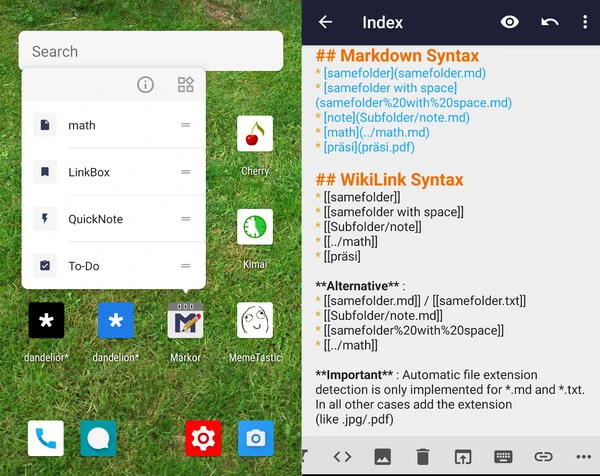 Search
math
LinkBox
QuickNote
To-Do
Cherry
Kimai
dandelior*
dandelion*
Markor
MemeTastic
Index
## Markdown Syntax
* [samefolder](samefolder.md)
* [samefolder with space]
(samefolder%20with%20space.md)
* [note](Subfolder/note.md)
* [math](../math.md)
* [präsi](präsi.pdf)
## WikiLink Syntax
* [[samefolder]]
* [[samefolder with space]]
* [[Subfolder/note]]
* [[../math]]
* [[präsi]
**Alternative** :
* [[samefolder.md]] / [[samefolder.txt]]
* [[Subfolder/note.md]]
* [[samefolder%20with%20space]]
* [[../math]]
**Important** : Automatic file extension
detection is only implemented for *.md and *.txt.
In all other cases add the extension
(like .jpg/.pdf)